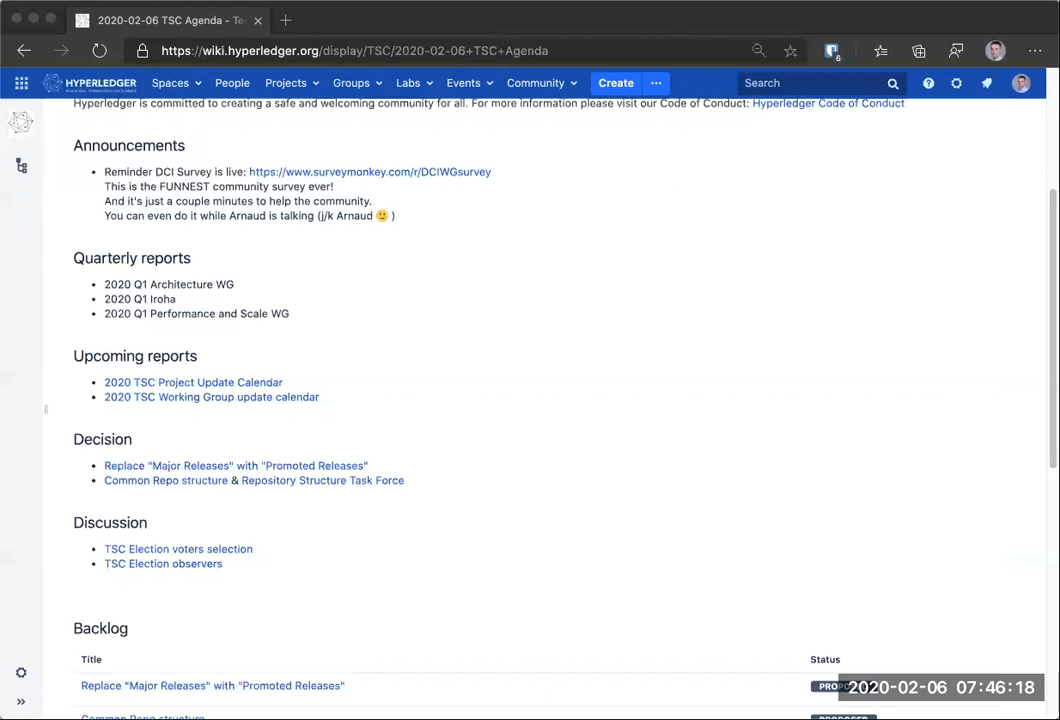 2020-02-06 TSC Agenda - Te
https://wiki.hyperledger.org/display/TSC/2020-02-06+TSC+Agenda
8
HYPERLEDGER
Spaces People Projects Groups Labs Events Community Create Search
Hyperledger is committed to creating a safe and welcoming community for all. For more information please visit our Code of Conduct: Hyperledger Code of Conduct
Announcements
Reminder DCI Survey is live: https://www.surveymonkey.com/r/DCIWGsurvey
This is the FUNNEST community survey ever!
And it's just a couple minutes to help the community.
You can even do it while Arnaud is talking (j/k Arnaud 🙂 )
Quarterly reports
2020 Q1 Architecture WG
2020 Q1 Iroha
2020 Q1 Performance and Scale WG
Upcoming reports
2020 TSC Project Update Calendar
2020 TSC Working Group update calendar
Decision
Replace "Major Releases" with "Promoted Releases"
Common Repo structure & Repository Structure Task Force
Discussion
TSC Election voters selection
TSC Election observers
Backlog
Title Status
Replace "Major Releases" with "Promoted Releases"
2020-02-06 07:46:18
Common Repo structure